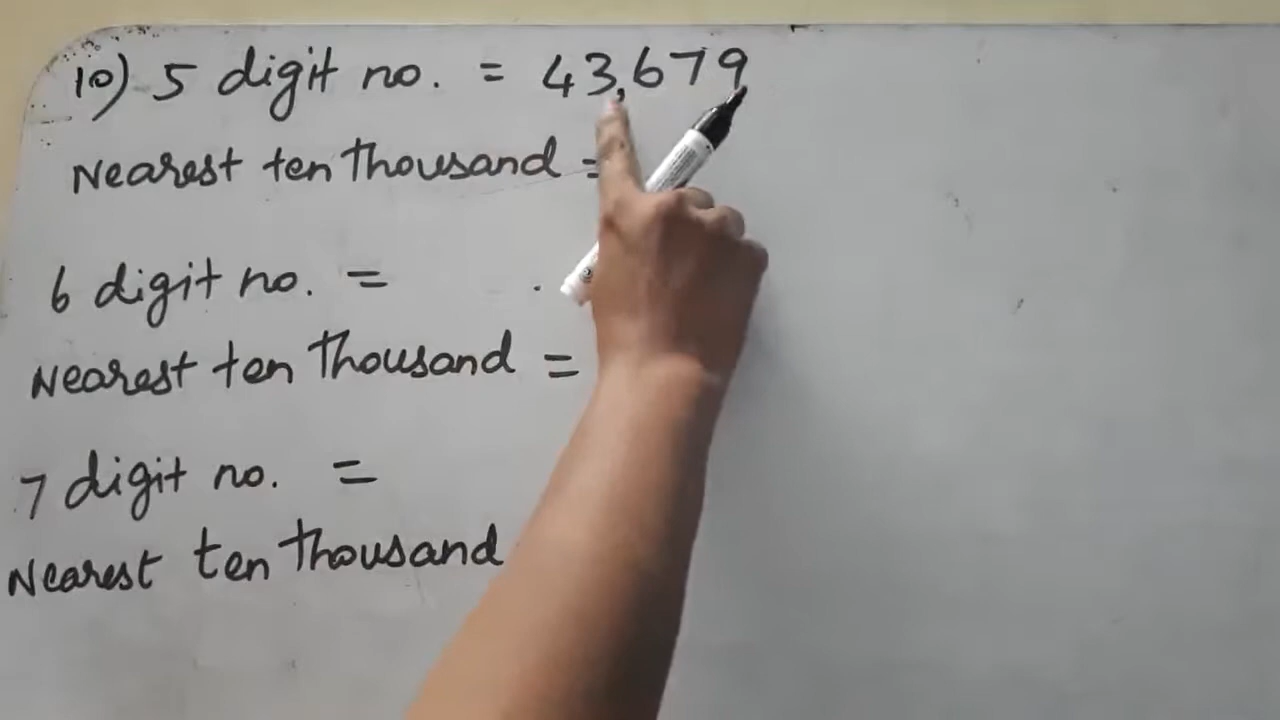 10) 5 digit no. = 43,679
Nearest ten thousand =
6 digit no. =
Nearest ten thousand =
7 digit no. =
Nearest ten thousand